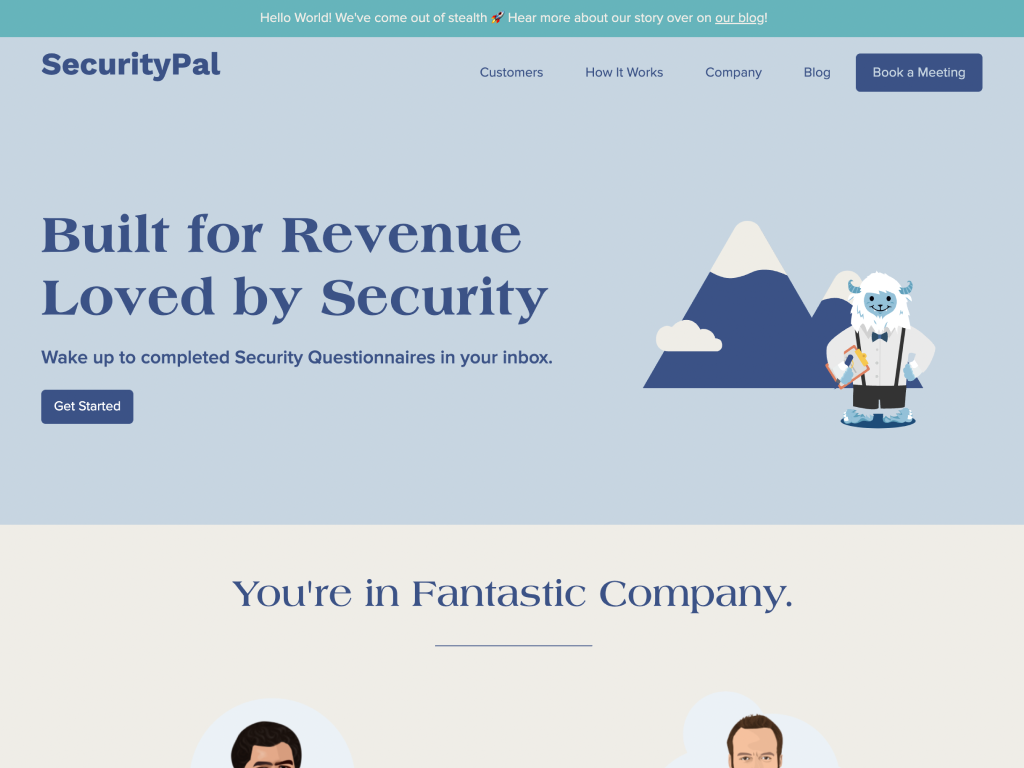 Hello World! We've come out of stealth 🚀 Hear more about our story over on our blog!
SecurityPal
Customers
How It Works
Company
Blog
Book a Meeting
Built for Revenue
Loved by Security
Wake up to completed Security Questionnaires in your inbox.
Get Started
You're in Fantastic Company.